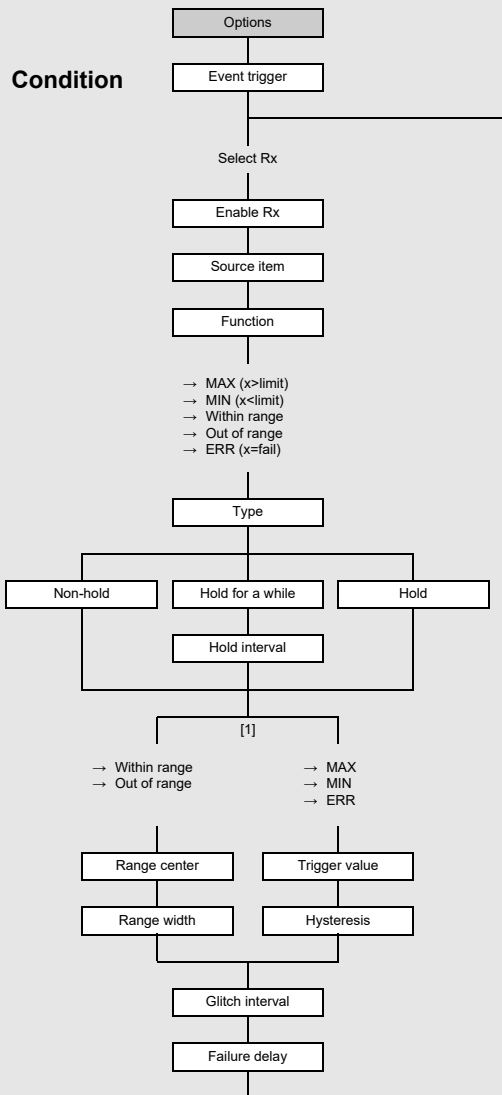 Options
Condition
Event trigger
Select Rx
Enable Rx
Source item
Function
→ MAX (x>limit)
→ MIN (x<limit)
→ Within range
→ Out of range
→ ERR (x=fail)
Type
Non-hold
Hold for a while
Hold
Hold interval
[1]
→ Within range
→ Out of range
→ MAX
→ MIN
→ ERR
Range center
Trigger value
Range width
Hysteresis
Glitch interval
Failure delay